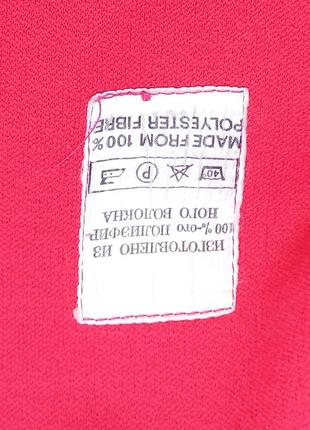 ИЗГОТОВЛЕНО ИЗ
100 %-ого ПОЛИЭФИР-
НОГО ВОЛОКНА
40 P
MADE FROM 100 %
POLYESTER FIBRE